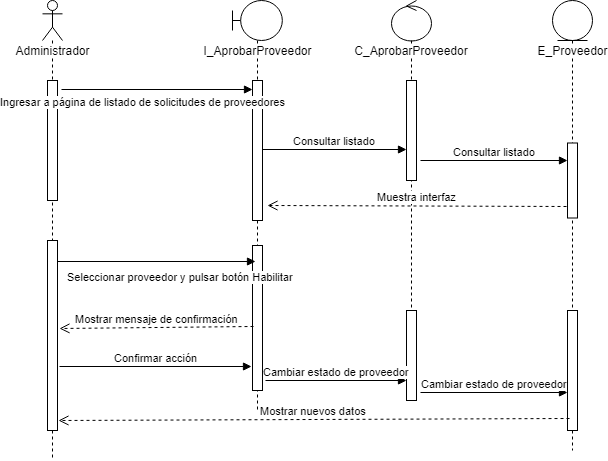 Administrador
I_AprobarProveedor
C_AprobarProveedor
E_Proveedor
Ingresar a página de listado de solicitudes de proveedores
Consultar listado
Consultar listado
Muestra interfaz
Seleccionar proveedor y pulsar botón Habilitar
Mostrar mensaje de confirmación
Confirmar acción
Cambiar estado de proveedor
Cambiar estado de proveedor
Mostrar nuevos datos